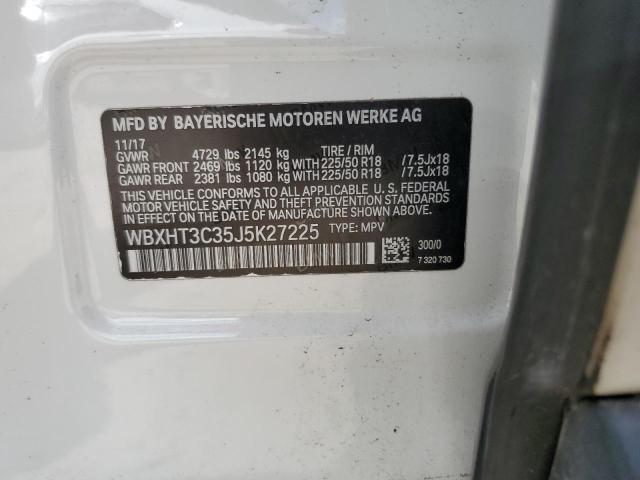 MFD BY BAYERISCHE MOTOREN WERKE AG
11/17
GVWR 4729 lbs 2145 kg TIRE / RIM
GAWR FRONT 2469 lbs 1120 kg WITH 225/50 R18 /7.5Jx18
GAWR REAR 2381 lbs 1080 kg WITH 225/50 R18 /7.5Jx18
THIS VEHICLE CONFORMS TO ALL APPLICABLE U.S. FEDERAL
MOTOR VEHICLE SAFETY, BUMPER, AND THEFT PREVENTION
STANDARDS IN EFFECT ON THE DATE OF MANUFACTURE SHOWN ABOVE.
WBXHT3C35J5K27225 TYPE: MPV
300/0
7 320 730